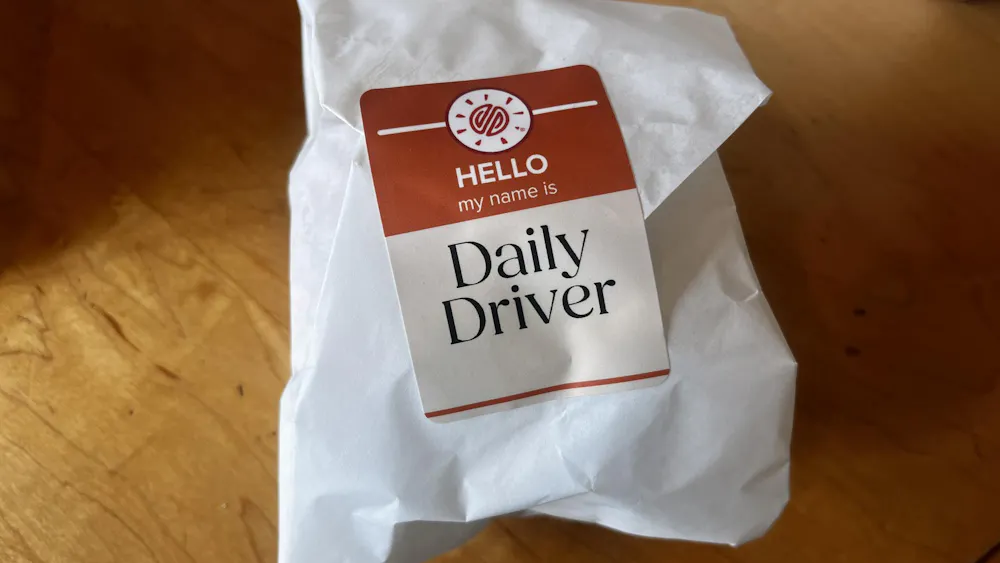 HELLO
my name is
Daily
Driver